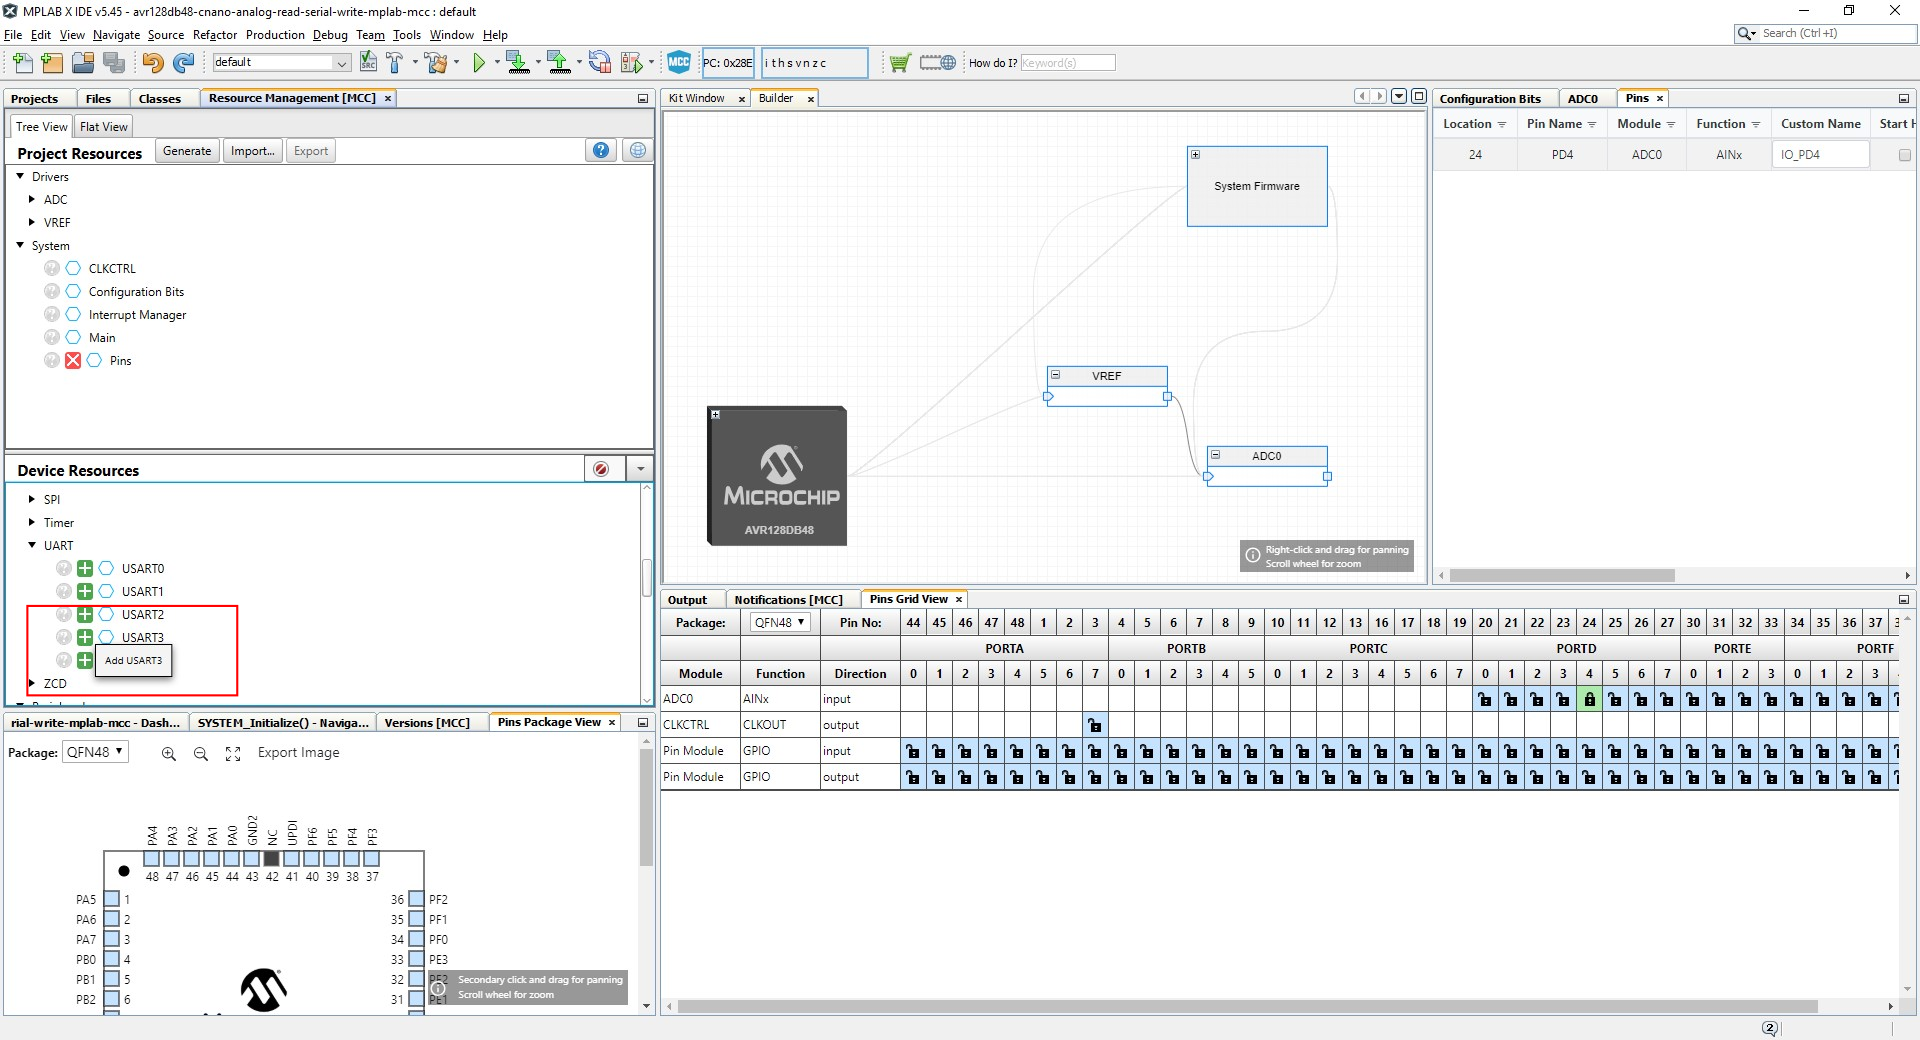 MPLAB X IDE v5.45 - avr128db48-cnano-analog-read-serial-write-mplab-mcc : default
File Edit View Navigate Source Refactor Production Debug Team Tools Window Help
Search (Ctrl+I)
default
SRC
MCC
PC: 0x28E
i t h s v n z c
How do I?
Keyword(s)
Projects Files Classes Resource Management [MCC]
Tree View Flat View
Project Resources Generate Import... Export
Drivers
ADC
VREF
System
CLKCTRL
Configuration Bits
Interrupt Manager
Main
Pins
Device Resources
SPI
Timer
UART
USART0
USART1
USART2
USART3
Add USART3
ZCD
rial-write-mplab-mcc - Dash... SYSTEM_Initialize() - Naviga... Versions [MCC] Pins Package View
Package: QFN48 Export Image
PA4 PA3 PA2 PA1 PA0 GND2 NC UPDI PF6 PF5 PF4 PF3
48 47 46 45 44 43 42 41 40 39 38 37
PA5 1 36 PF2
PA6 2 35 PF1
PA7 3 34 PF0
PB0 4 33 PE3
PB1 5 32 PE2
PB2 6 31 PE1
Secondary click and drag for panning
Scroll wheel for zoom
Kit Window Builder
System Firmware
VREF
ADC0
MICROCHIP
AVR128DB48
Right-click and drag for panning
Scroll wheel for zoom
Configuration Bits ADC0 Pins
Location Pin Name Module Function Custom Name Start H
24 PD4 ADC0 AINx IO_PD4
Output Notifications [MCC] Pins Grid View
Package: QFN48 Pin No: 44 45 46 47 48 1 2 3 4 5 6 7 8 9 10 11 12 13 16 17 18 19 20 21 22 23 24 25 26 27 30 31 32 33 34 35 36 37
PORTA PORTB PORTC PORTD PORTE PORTF
Module Function Direction 0 1 2 3 4 5 6 7 0 1 2 3 4 5 0 1 2 3 4 5 6 7 0 1 2 3 4 5 6 7 0 1 2 3 0 1 2 3
ADC0 AINx input
CLKCTRL CLKOUT output
Pin Module GPIO input
Pin Module GPIO output
2